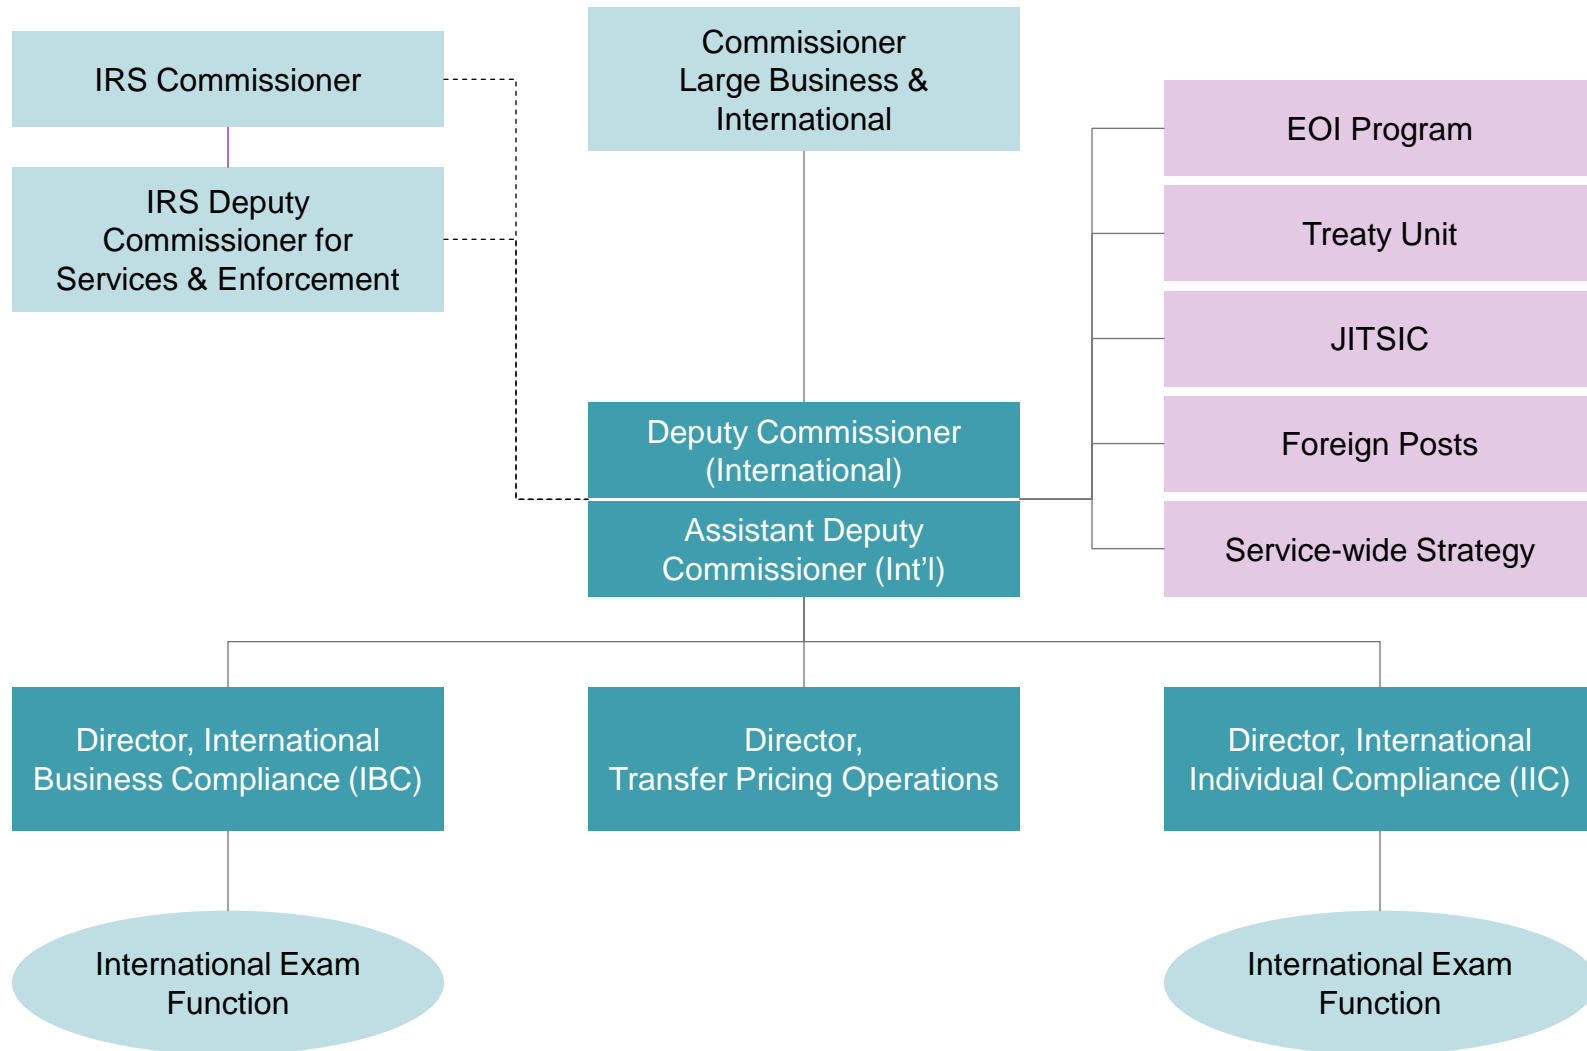 IRS Commissioner
IRS Deputy
Commissioner for
Services & Enforcement
Commissioner
Large Business &
International
EOI Program
Treaty Unit
JITSIC
Foreign Posts
Service-wide Strategy
Deputy Commissioner
(International)
Assistant Deputy
Commissioner (Int’l)
Director, International
Business Compliance (IBC)
Director,
Transfer Pricing Operations
Director, International
Individual Compliance (IIC)
International Exam
Function
International Exam
Function